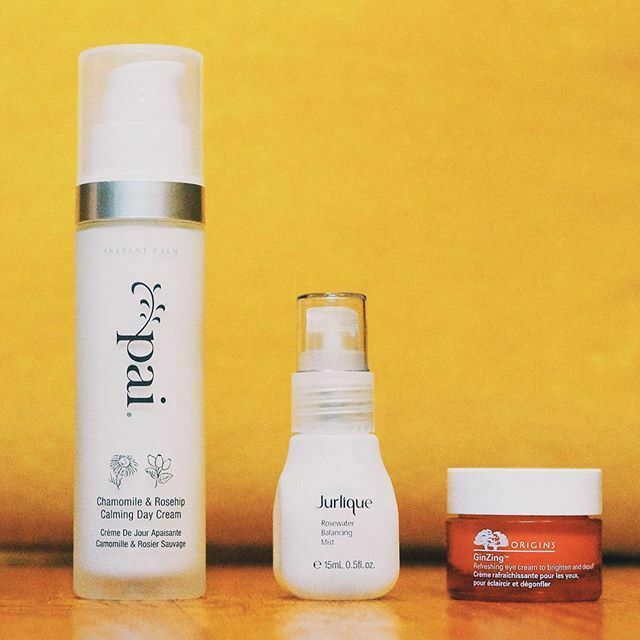 INSTANT CALM
pai®
Chamomile & Rosehip
Calming Day Cream
Crème De Jour Apaisante
Camomille & Rosier Sauvage
Jurlique
Rosewater
Balancing
Mist
℮ 15mL 0.5fl.oz.
ORIGINS
GinZing™
Refreshing eye cream to brighten and depuff
Crème rafraîchissante pour les yeux,
pour éclaircir et dégonfler